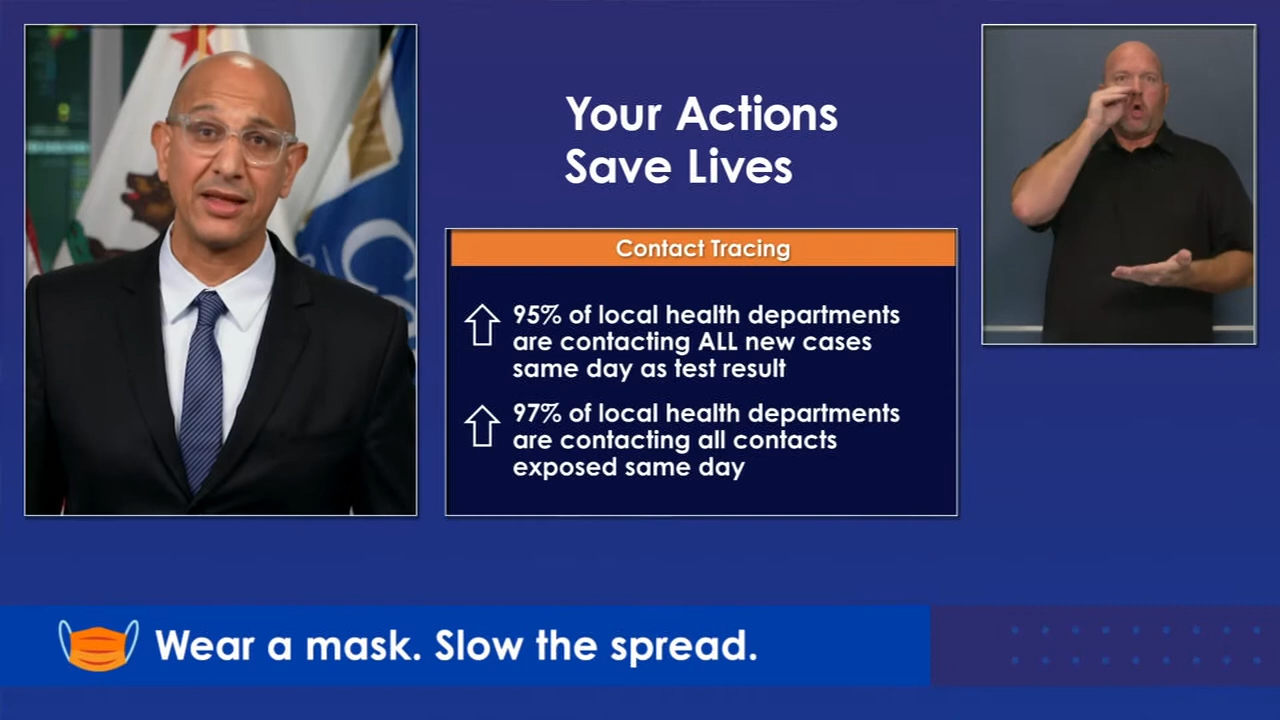 Your Actions
Save Lives
Contact Tracing
95% of local health departments
are contacting ALL new cases
same day as test result
97% of local health departments
are contacting all contacts
exposed same day
Wear a mask. Slow the spread.